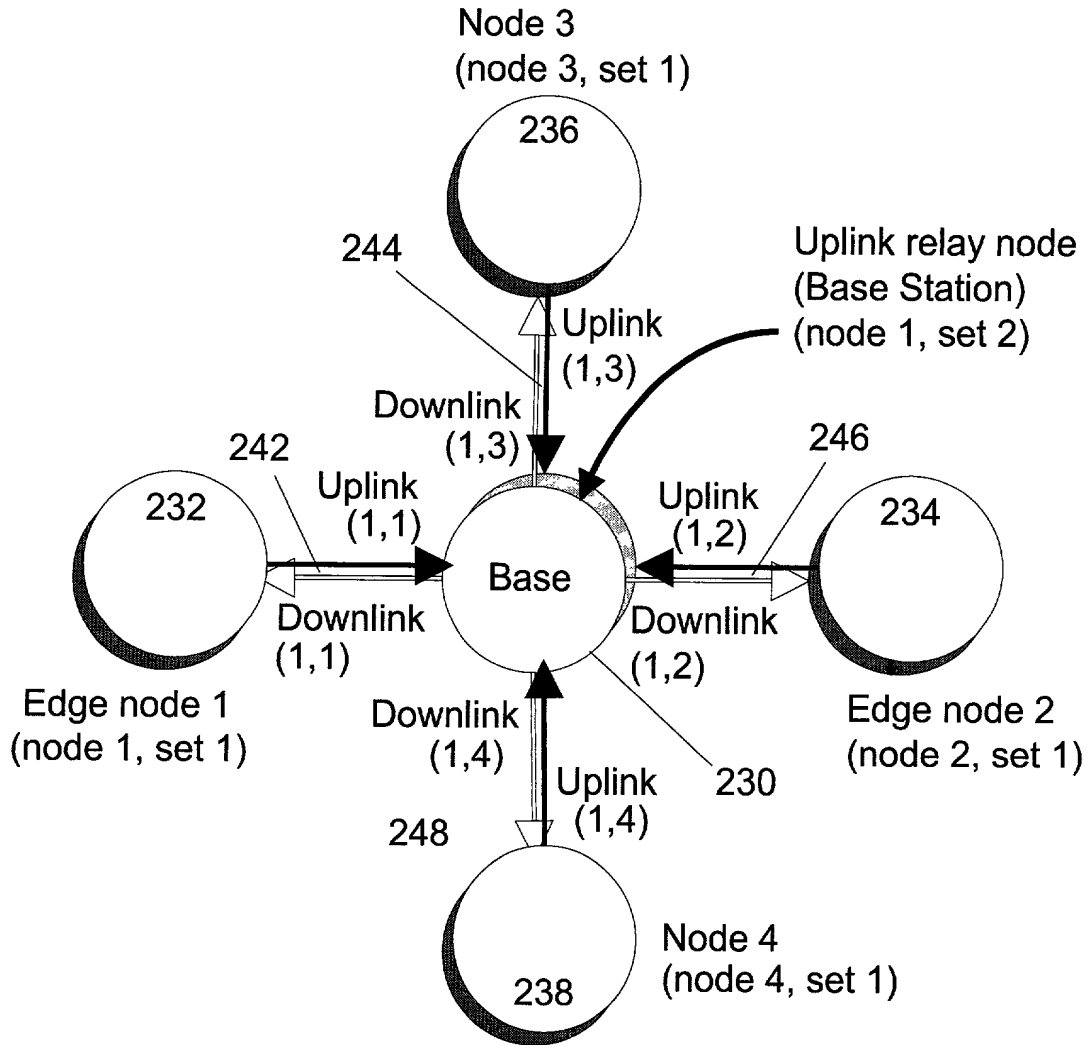 Node 3
(node 3, set 1)
236
244
Uplink relay node
(Base Station)
(node 1, set 2)
Uplink
(1,3)
Downlink
(1,3)
242
246
Uplink
(1,1)
Uplink
(1,2)
232
234
Base
Downlink
(1,1)
Downlink
(1,2)
Edge node 1
(node 1, set 1)
Downlink
(1,4)
Edge node 2
(node 2, set 1)
230
Uplink
(1,4)
248
Node 4
(node 4, set 1)
238